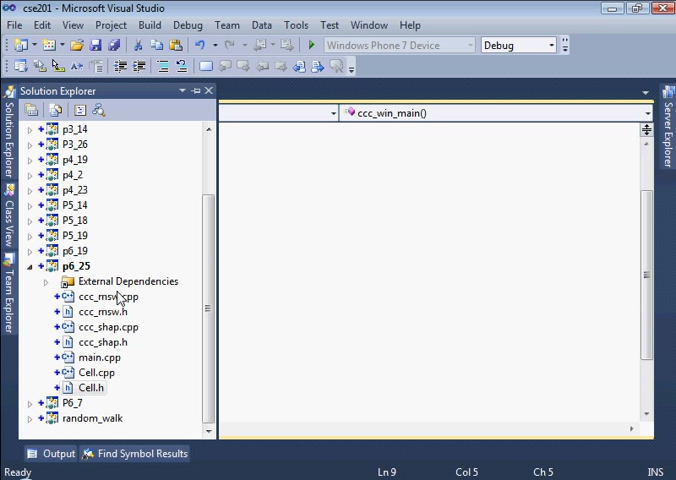 cse201 - Microsoft Visual Studio
File Edit View Project Build Debug Team Data Tools Test Window Help
Windows Phone 7 Device Debug
Solution Explorer
ccc_win_main()
p3_14
P3_26
p4_19
p4_2
p4_23
P5_14
P5_18
P5_19
p6_19
p6_25
External Dependencies
ccc_msw.cpp
ccc_msw.h
ccc_shap.cpp
ccc_shap.h
main.cpp
Cell.cpp
Cell.h
P6_7
random_walk
Solution Explorer
Class View
Team Explorer
Server Explorer
Output Find Symbol Results
Ready Ln 9 Col 5 Ch 5 INS